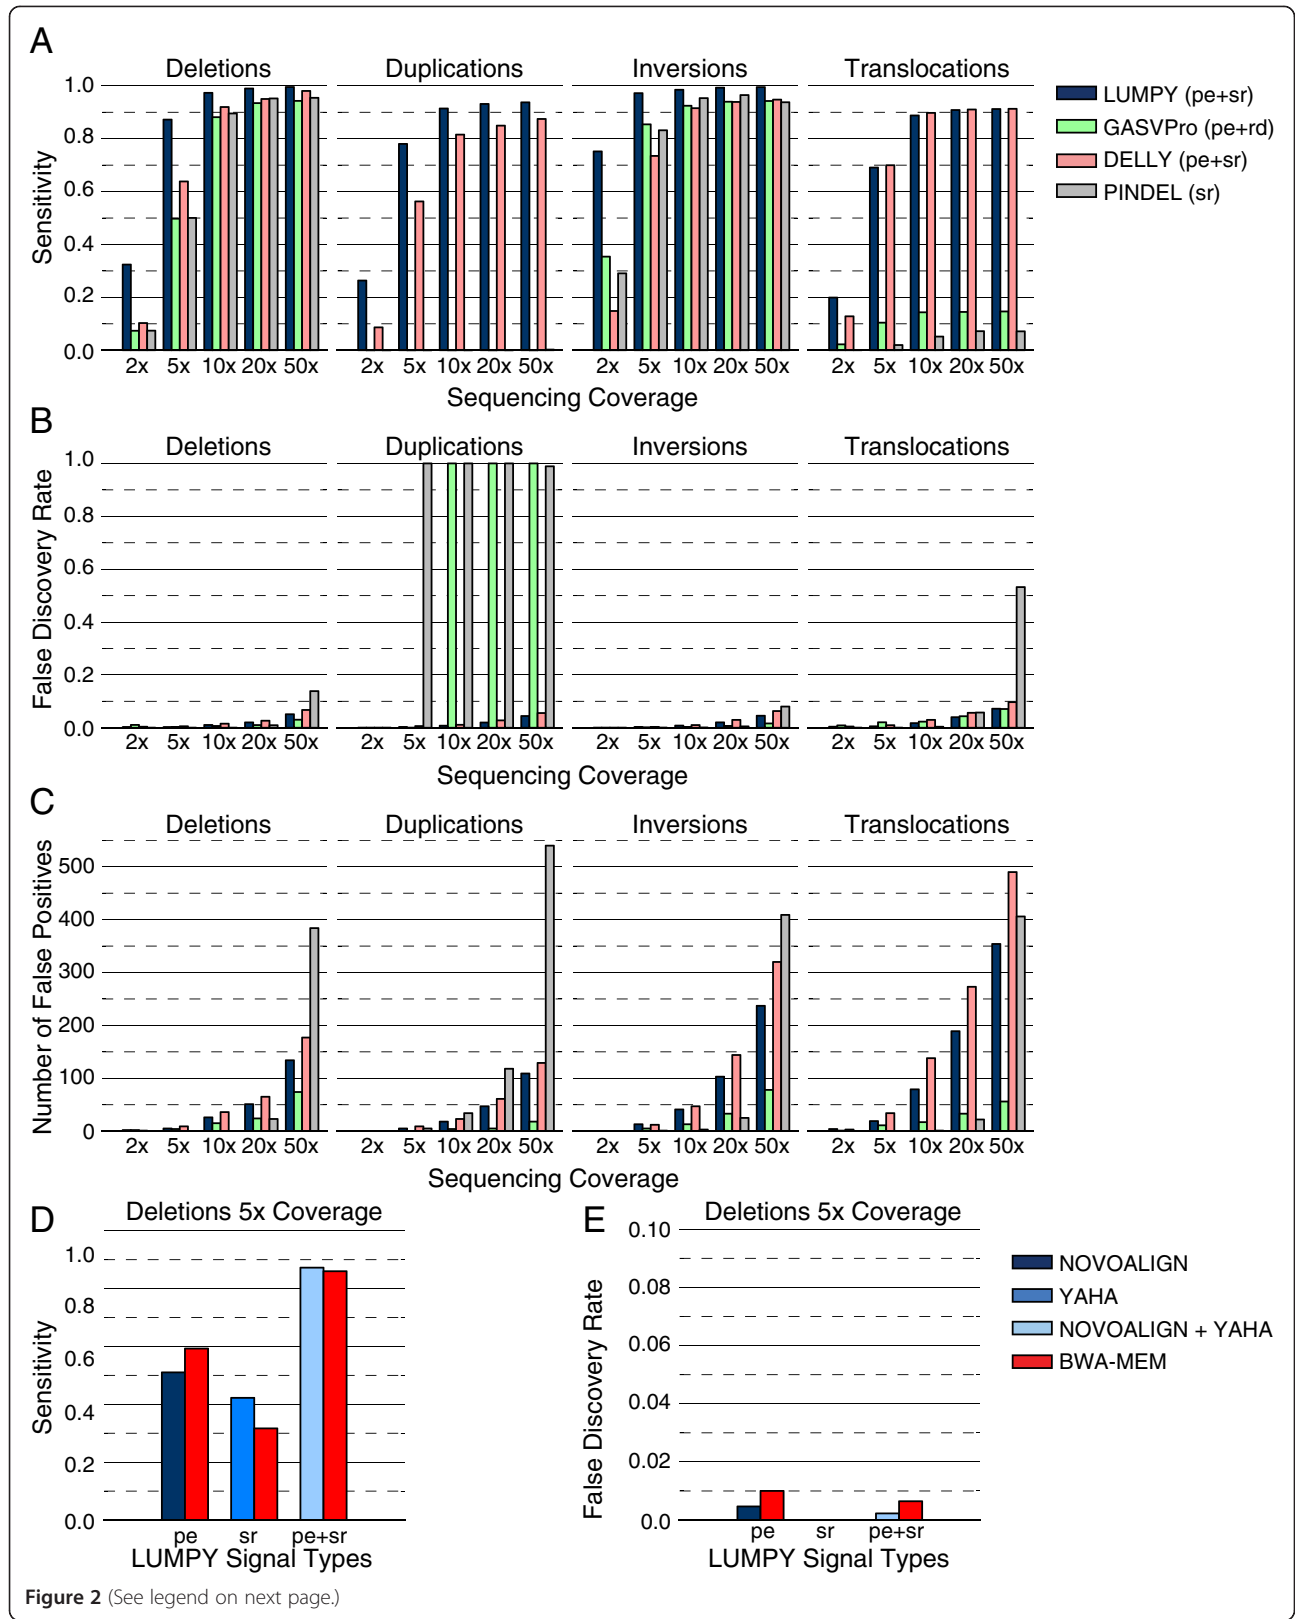 A
Deletions Duplications Inversions Translocations
1.0
0.8
0.6
0.4
0.2
0.0
Sensitivity
2x 5x 10x 20x 50x 2x 5x 10x 20x 50x 2x 5x 10x 20x 50x 2x 5x 10x 20x 50x
Sequencing Coverage
LUMPY (pe+sr)
GASVPro (pe+rd)
DELLY (pe+sr)
PINDEL (sr)
B
Deletions Duplications Inversions Translocations
1.0
0.8
0.6
0.4
0.2
0.0
False Discovery Rate
2x 5x 10x 20x 50x 2x 5x 10x 20x 50x 2x 5x 10x 20x 50x 2x 5x 10x 20x 50x
Sequencing Coverage
C
Deletions Duplications Inversions Translocations
500
400
300
200
100
0
Number of False Positives
2x 5x 10x 20x 50x 2x 5x 10x 20x 50x 2x 5x 10x 20x 50x 2x 5x 10x 20x 50x
Sequencing Coverage
D
Deletions 5x Coverage
1.0
0.8
0.6
0.4
0.2
0.0
Sensitivity
pe sr pe+sr
LUMPY Signal Types
E
Deletions 5x Coverage
0.10
0.08
0.06
0.04
0.02
0.0
False Discovery Rate
pe sr pe+sr
LUMPY Signal Types
NOVOALIGN
YAHA
NOVOALIGN + YAHA
BWA-MEM
Figure 2 (See legend on next page.)